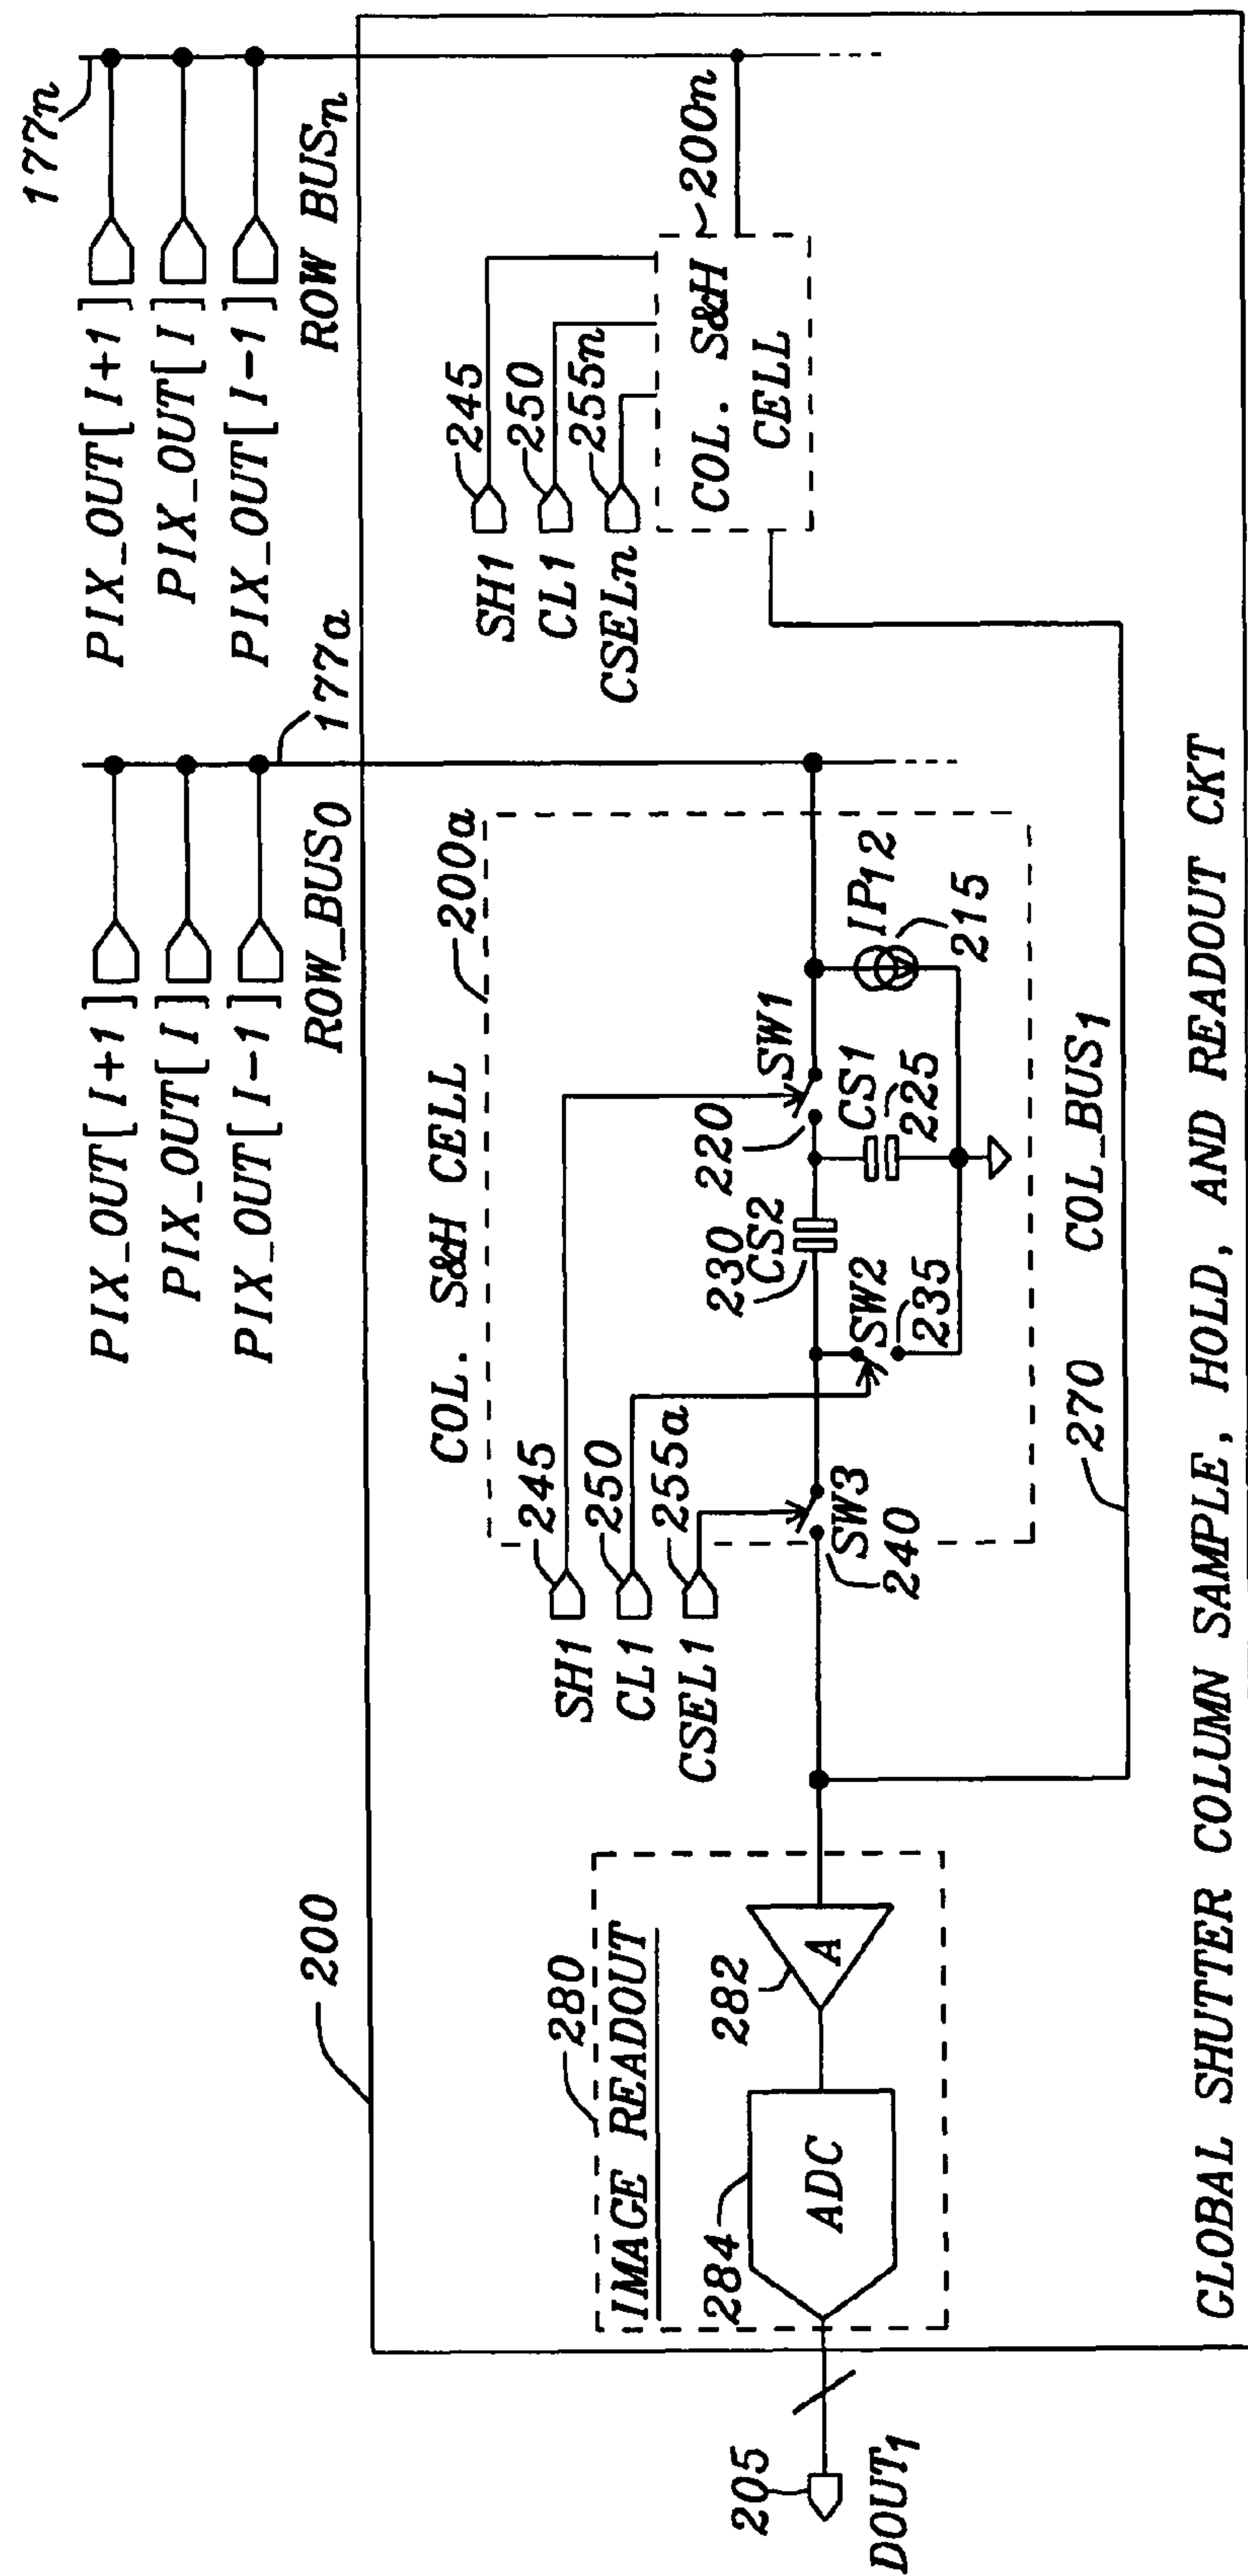 177n
PIX_OUT[I+1]
PIX_OUT[I]
PIX_OUT[I-1]
ROW BUSn
177a
PIX_OUT[I+1]
PIX_OUT[I]
PIX_OUT[I-1]
ROW_BUS0
200
COL. S&H CELL
200a
SH1
245
CL1
250
CSEL1
255a
SW1
220
230
CS2
CS1
225
IP12
215
SW2
235
SW3
240
SH1
245
CL1
250
CSELn
255n
COL. S&H
CELL
200n
280
IMAGE READOUT
282
A
284
ADC
205
DOUT1
270
COL_BUS1
GLOBAL SHUTTER COLUMN SAMPLE, HOLD, AND READOUT CKT